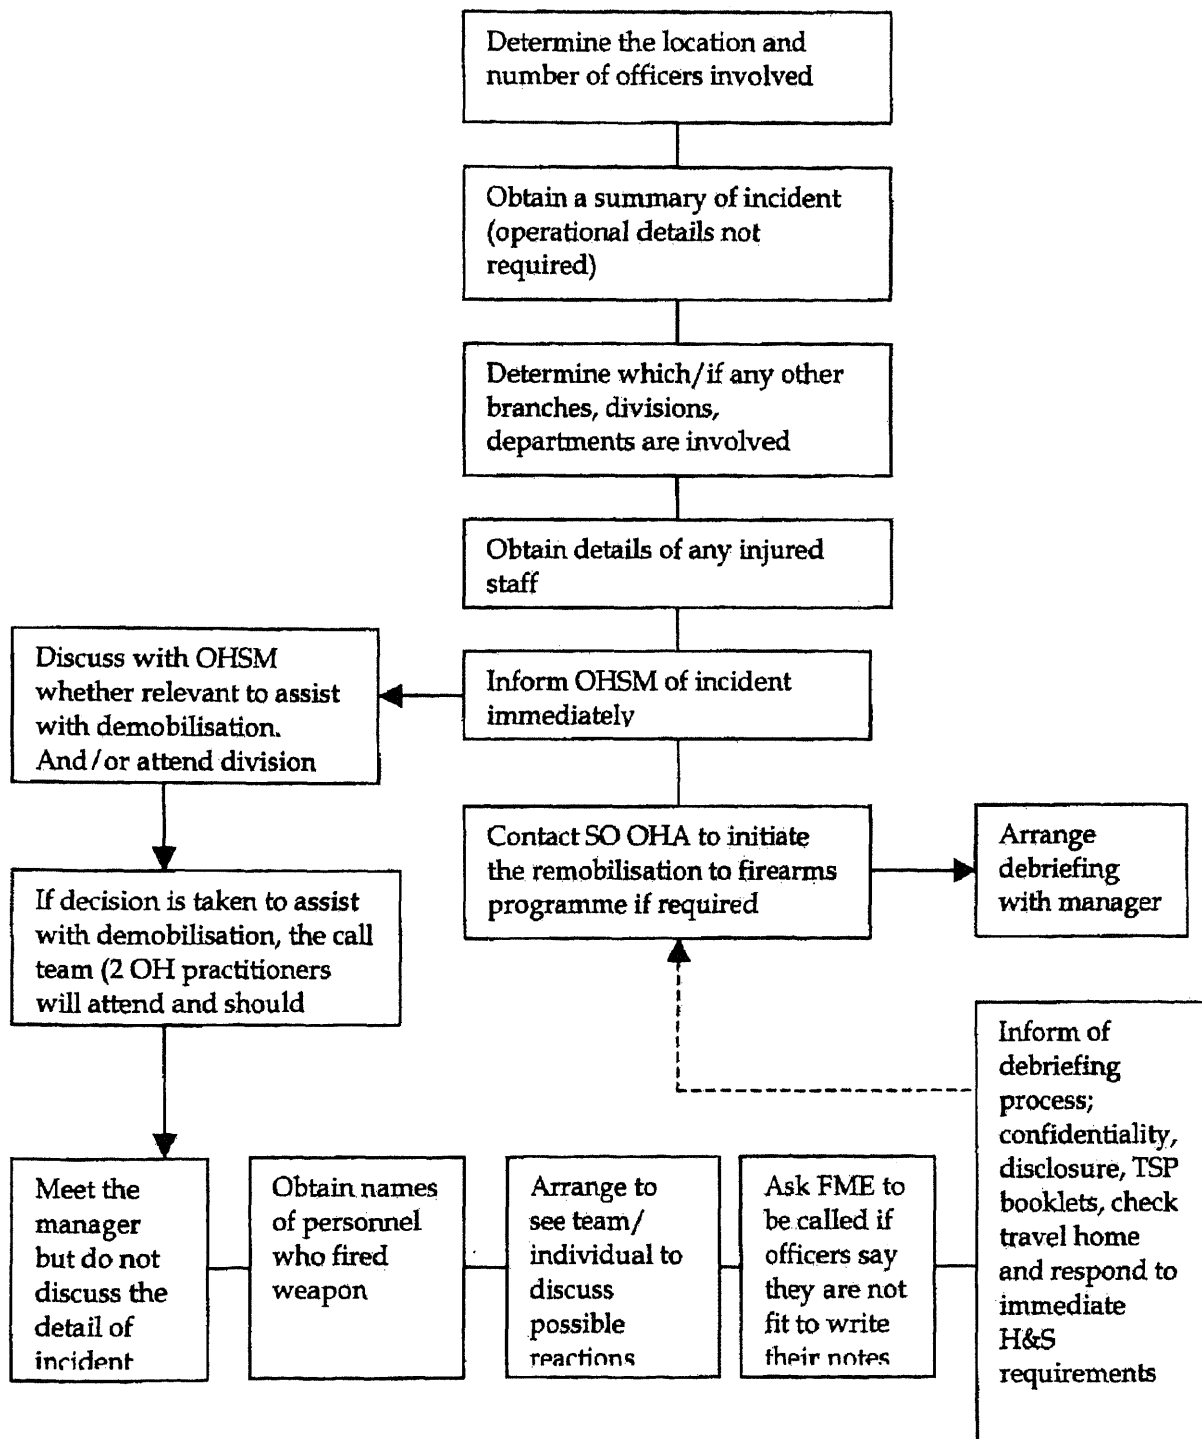 Determine the location and
number of officers involved
Obtain a summary of incident
(operational details not
required)
Determine which/if any other
branches, divisions,
departments are involved
Obtain details of any injured
staff
Inform OHSM of incident
immediately
Discuss with OHSM
whether relevant to assist
with demobilisation.
And/or attend division
Contact SO OHA to initiate
the remobilisation to firearms
programme if required
Arrange
debriefing
with manager
If decision is taken to assist
with demobilisation, the call
team (2 OH practitioners
will attend and should
Meet the
manager
but do not
discuss the
detail of
incident
Obtain names
of personnel
who fired
weapon
Arrange to
see team/
individual to
discuss
possible
reactions
Ask FME to
be called if
officers say
they are not
fit to write
their notes
Inform of
debriefing
process;
confidentiality,
disclosure, TSP
booklets, check
travel home
and respond to
immediate
H&S
requirements